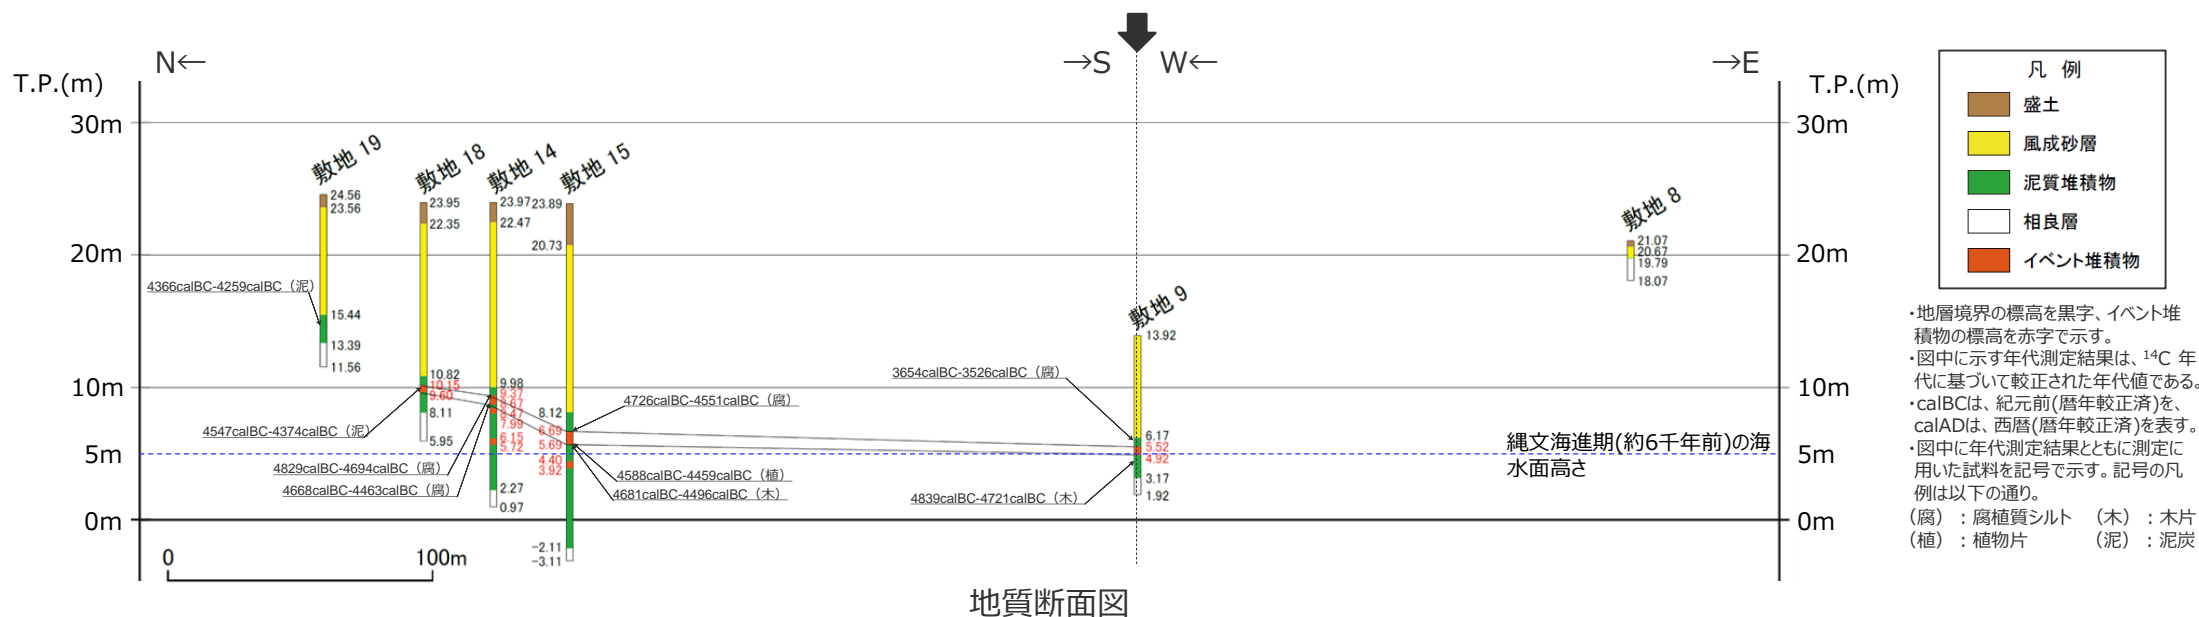 N←
→S
W←
→E
T.P.(m)
T.P.(m)
30m
20m
10m
5m
0m
30m
20m
10m
5m
0m
敷地 19
24.56
23.56
15.44
13.39
11.56
4366calBC-4259calBC（泥）
敷地 18
23.95
22.35
10.82
10.15
9.60
8.11
5.95
4547calBC-4374calBC（泥）
敷地 14
23.97
22.47
9.98
9.37
8.67
8.47
7.99
6.15
5.72
2.27
0.97
4829calBC-4694calBC（腐）
4668calBC-4463calBC（腐）
敷地 15
23.89
20.73
8.12
6.69
5.69
4.40
3.92
-2.11
-3.11
4726calBC-4551calBC（腐）
4588calBC-4459calBC（植）
4681calBC-4496calBC（木）
敷地 9
13.92
6.17
5.52
4.92
3.17
1.92
3654calBC-3526calBC（腐）
4839calBC-4721calBC（木）
敷地 8
21.07
20.67
19.79
18.07
縄文海進期(約6千年前)の海
水面高さ
0
100m
地質断面図
凡 例
盛土
風成砂層
泥質堆積物
相良層
イベント堆積物
・地層境界の標高を黒字、イベント堆
積物の標高を赤字で示す。
・図中に示す年代測定結果は、14C 年
代に基づいて較正された年代値である。
・calBCは、紀元前(暦年較正済)を、
calADは、西暦(暦年較正済)を表す。
・図中に年代測定結果とともに測定に
用いた試料を記号で示す。記号の凡
例は以下の通り。
（腐）：腐植質シルト （木）：木片
（植）：植物片 （泥）：泥炭